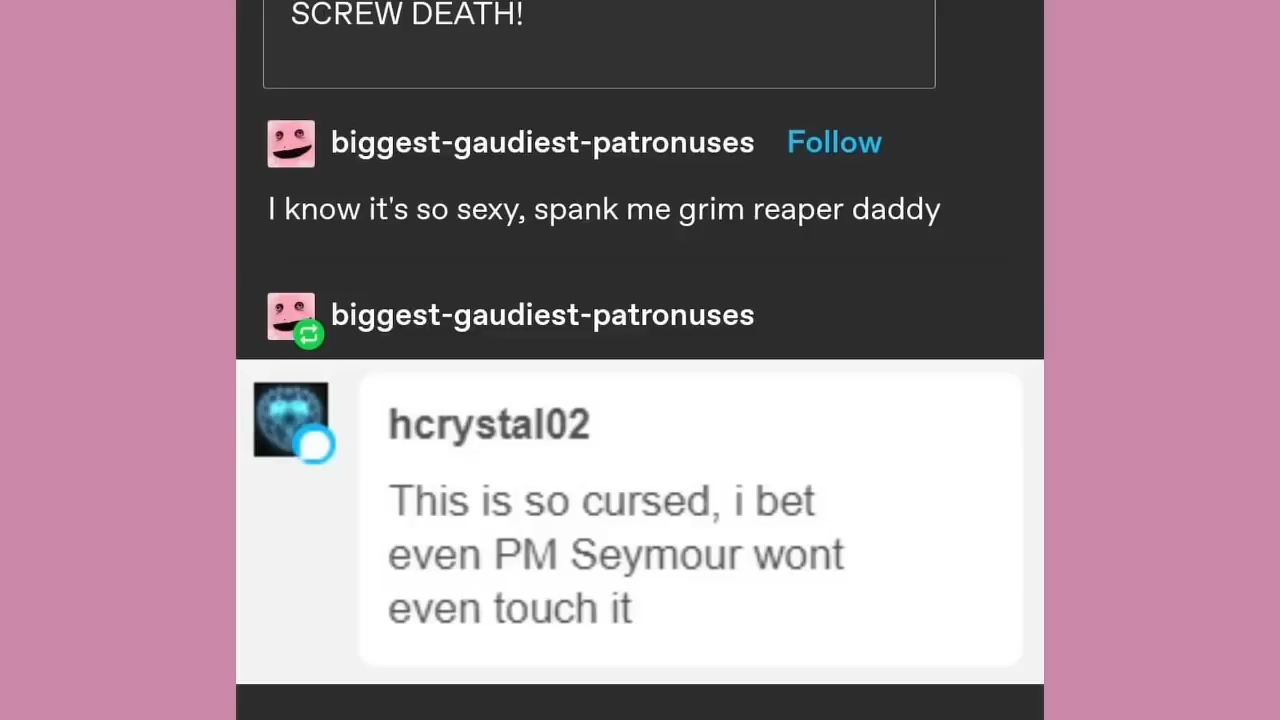 SCREW DEATH!
biggest-gaudiest-patronuses Follow
I know it's so sexy, spank me grim reaper daddy
biggest-gaudiest-patronuses
hcrystal02
This is so cursed, i bet
even PM Seymour wont
even touch it